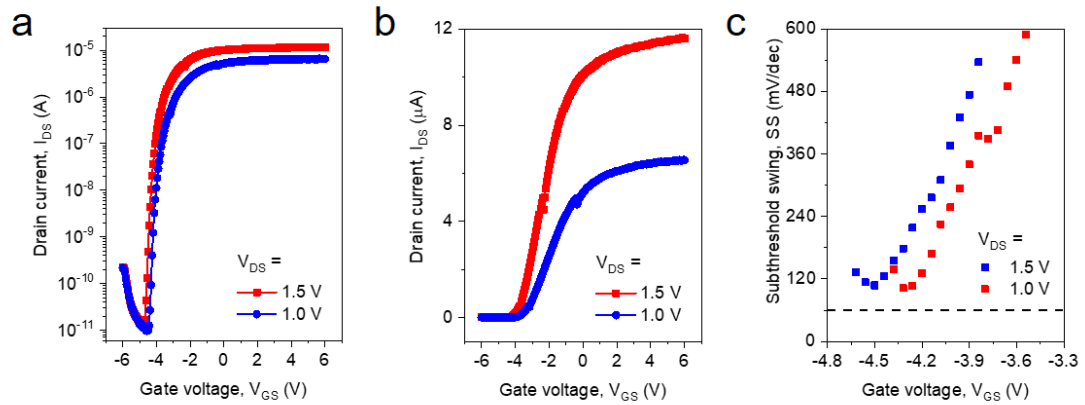 a
Drain current, I_DS (A)
10⁻⁵
10⁻⁶
10⁻⁷
10⁻⁸
10⁻⁹
10⁻¹⁰
10⁻¹¹
V_DS =
1.5 V
1.0 V
-6 -4 -2 0 2 4 6
Gate voltage, V_GS (V)
b
Drain current, I_DS (μA)
12
8
4
0
V_DS =
1.5 V
1.0 V
-6 -4 -2 0 2 4 6
Gate voltage, V_GS (V)
c
Subthreshold swing, SS (mV/dec)
600
480
360
240
120
0
V_DS =
1.5 V
1.0 V
-4.8 -4.5 -4.2 -3.9 -3.6 -3.3
Gate voltage, V_GS (V)